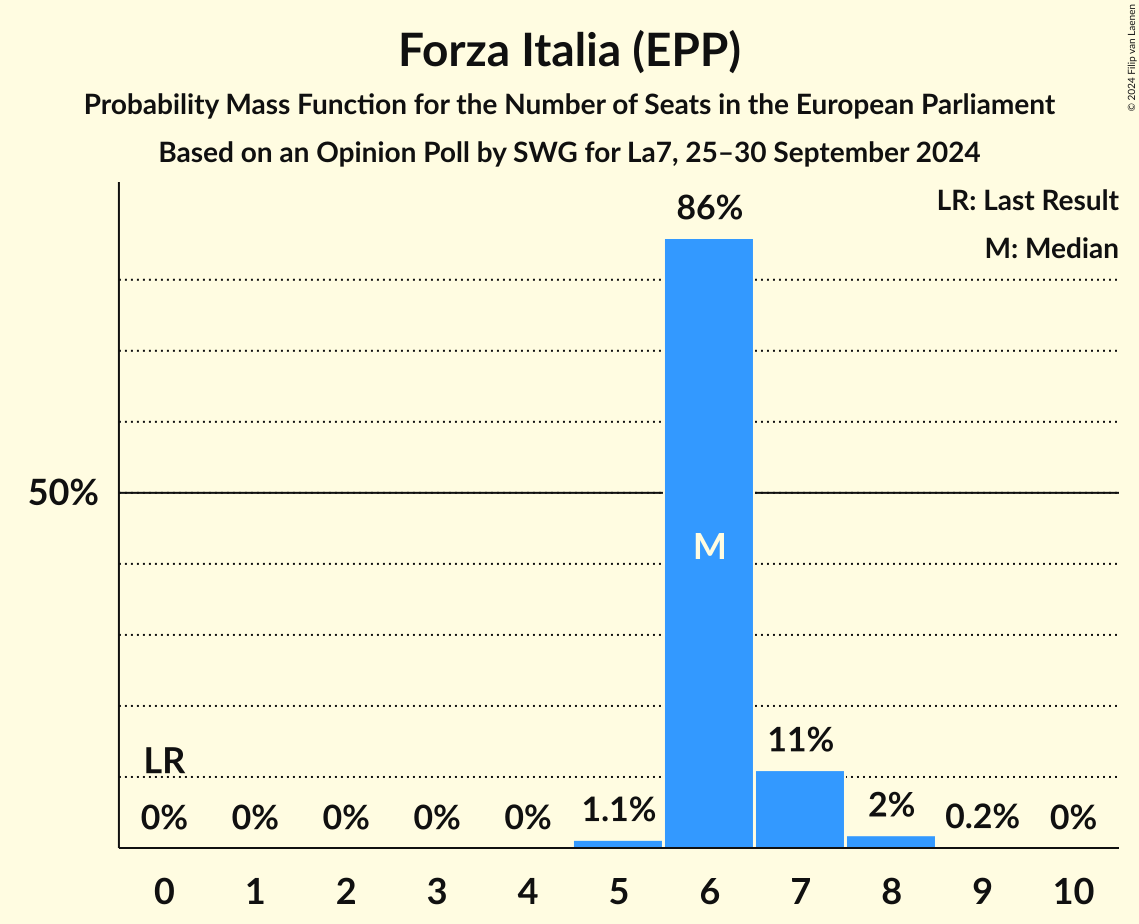 Forza Italia (EPP)
Probability Mass Function for the Number of Seats in the European Parliament
Based on an Opinion Poll by SWG for La7, 25–30 September 2024
© 2024 Filip van Laenen
LR: Last Result
M: Median
86%
50%
M
11%
LR
0% 0% 0% 0% 0% 1.1% 2% 0.2% 0%
0 1 2 3 4 5 6 7 8 9 10